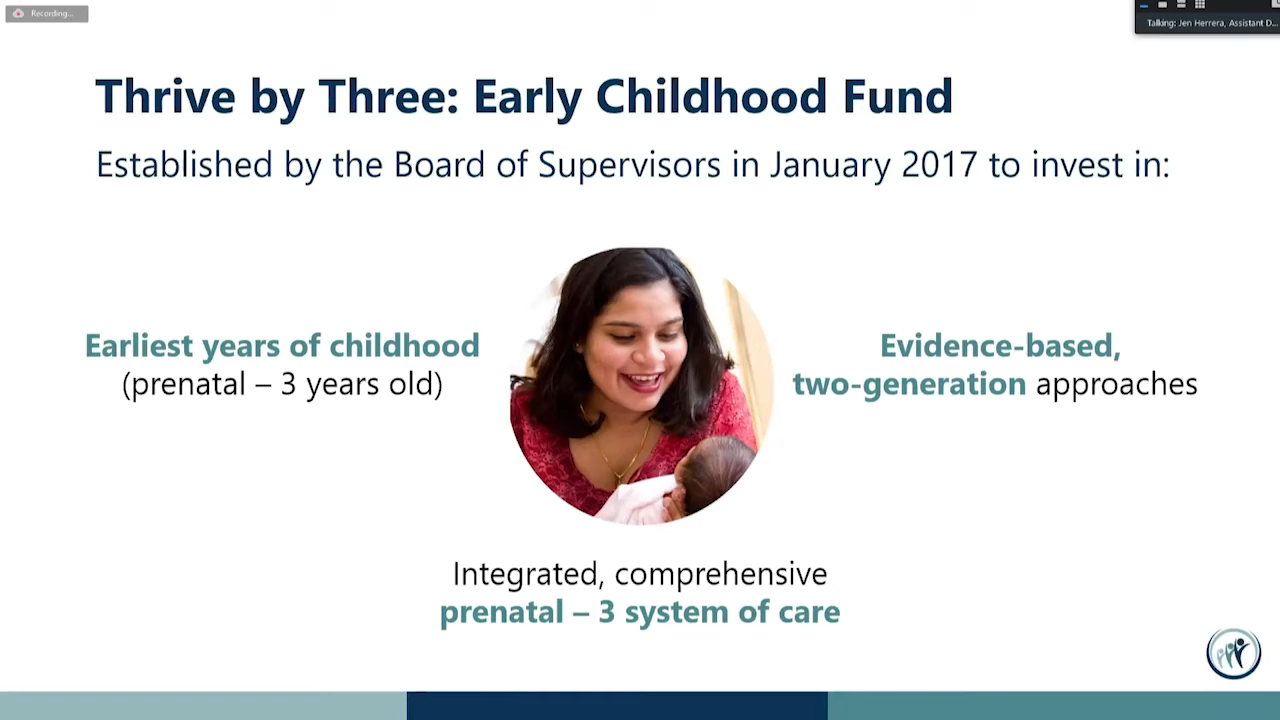 Recording...
Talking: Jen Herrera, Assistant D...
Thrive by Three: Early Childhood Fund
Established by the Board of Supervisors in January 2017 to invest in:
Earliest years of childhood
(prenatal – 3 years old)
Evidence-based,
two-generation approaches
Integrated, comprehensive
prenatal – 3 system of care